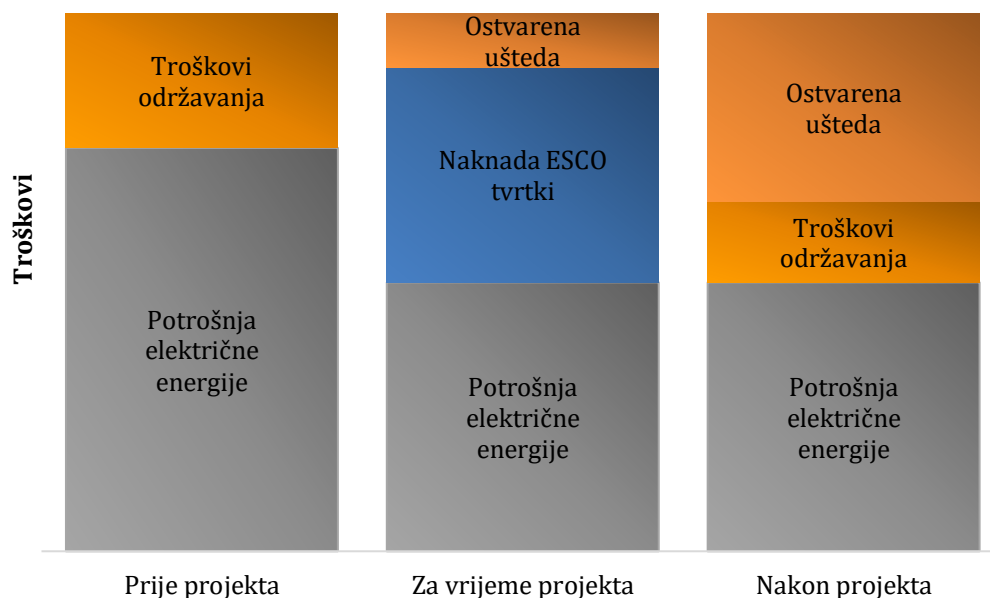 Troškovi
Troškovi
održavanja
Potrošnja
električne
energije
Ostvarena
ušteda
Naknada ESCO
tvrtki
Potrošnja
električne
energije
Ostvarena
ušteda
Troškovi
održavanja
Potrošnja
električne
energije
Prije projekta
Za vrijeme projekta
Nakon projekta